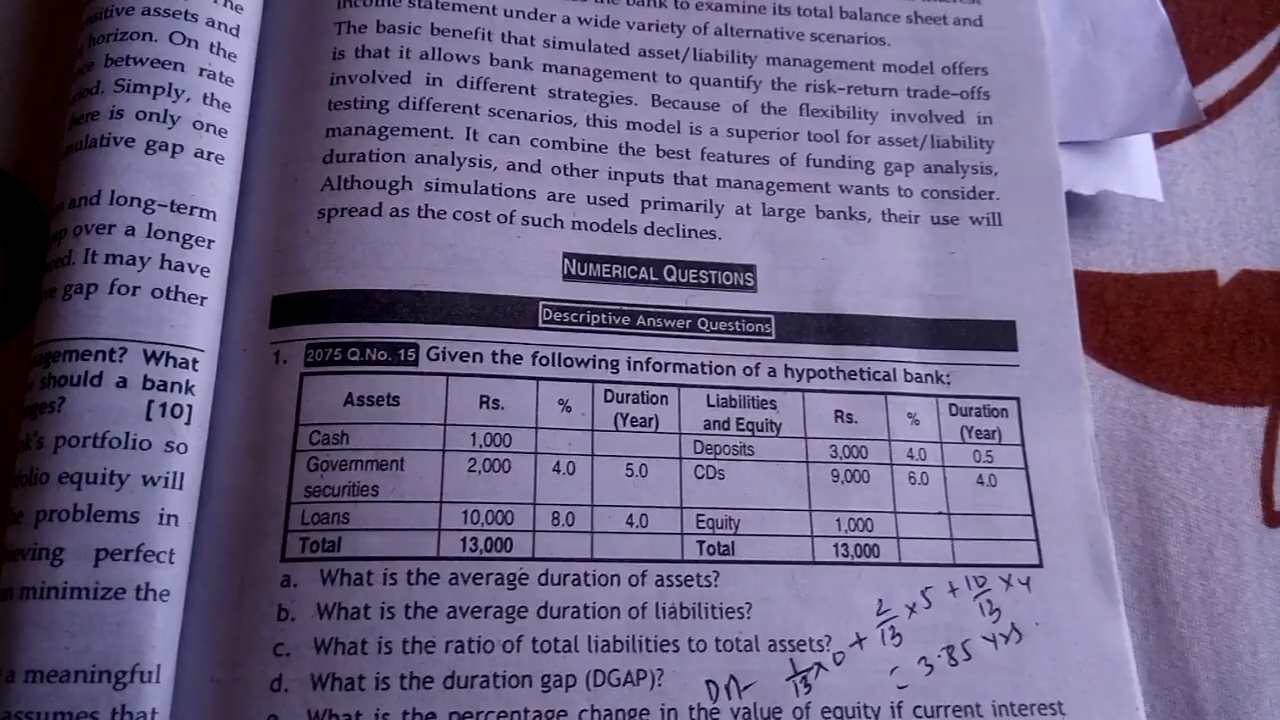 sitive assets and
horizon. On the
between rate
Simply, the
is only one
gap are
and long-term
over a longer
It may have
gap for other
What
should a bank
[10]
portfolio so
equity will
problems in
perfect
minimize the
a meaningful
assumes that
bank to examine its total balance sheet and
income statement under a wide variety of alternative scenarios.
The basic benefit that simulated asset/liability management model offers
is that it allows bank management to quantify the risk-return trade-offs
involved in different strategies. Because of the flexibility involved in
testing different scenarios, this model is a superior tool for asset/liability
management. It can combine the best features of funding gap analysis,
duration analysis, and other inputs that management wants to consider.
Although simulations are used primarily at large banks, their use will
spread as the cost of such models declines.
NUMERICAL QUESTIONS
Descriptive Answer Questions
1. 2075 Q.No. 15 Given the following information of a hypothetical bank:
Assets Rs. % Duration (Year) Liabilities and Equity Rs. % Duration (Year)
Cash 1,000 Deposits 3,000 4.0 0.5
Government securities 2,000 4.0 5.0 CDs 9,000 6.0 4.0
Loans 10,000 8.0 4.0 Equity 1,000
Total 13,000 Total 13,000
a. What is the average duration of assets?
b. What is the average duration of liabilities?
c. What is the ratio of total liabilities to total assets?
d. What is the duration gap (DGAP)?
What is the percentage change in the value of equity if current interest
1/13 x 0 + 2/13 x 5 + 10/13 x 4
= 3.85 yrs.